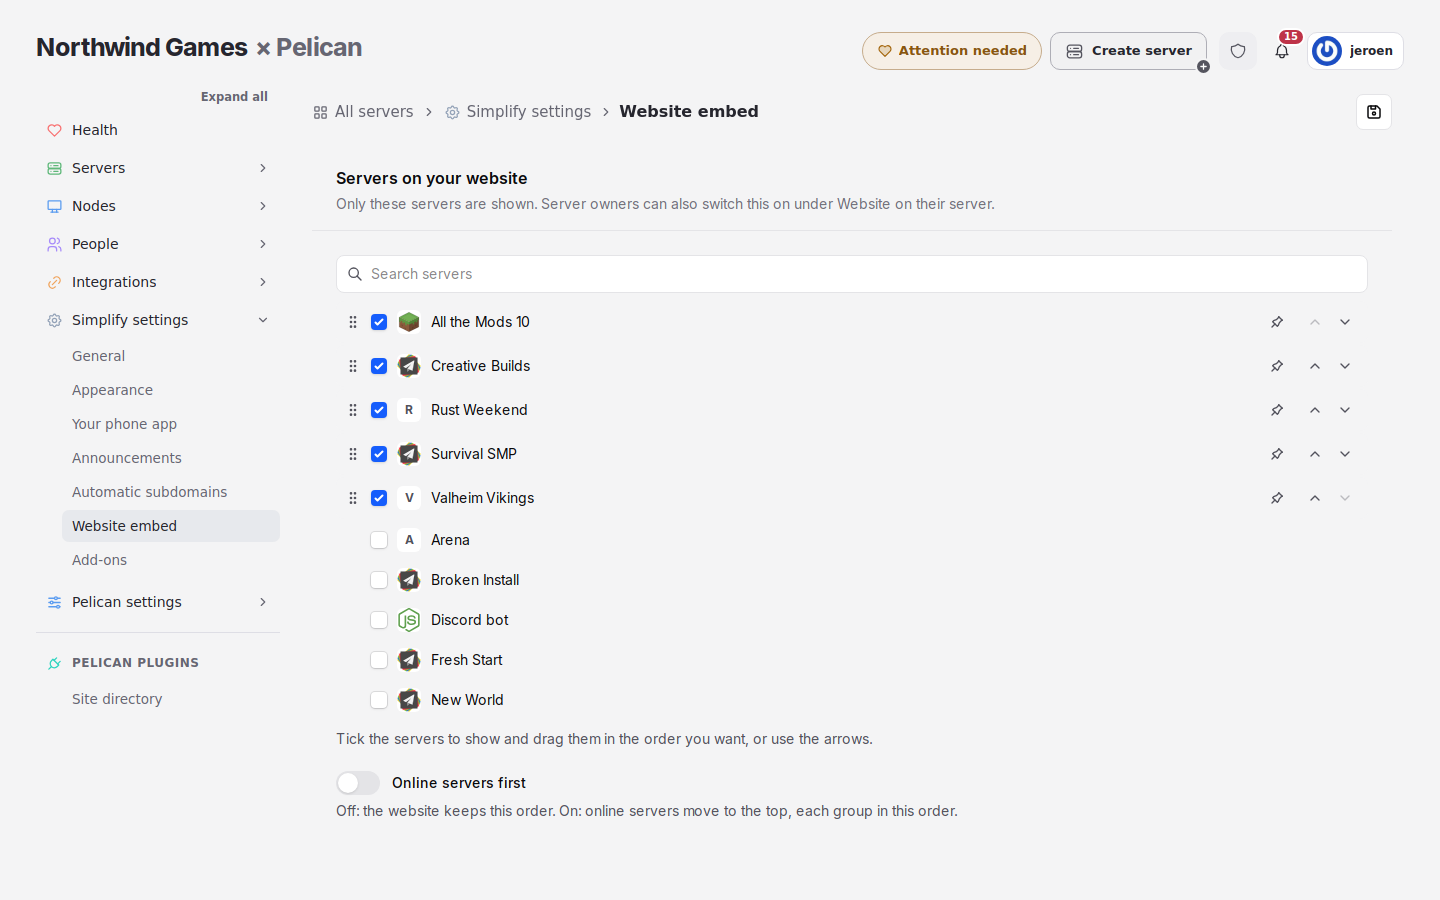 Northwind Games × Pelican
Attention needed
Create server
15
jeroen
Expand all
Health
Servers
Nodes
People
Integrations
Simplify settings
General
Appearance
Your phone app
Announcements
Automatic subdomains
Website embed
Add-ons
Pelican settings
PELICAN PLUGINS
Site directory
All servers
Simplify settings
Website embed
Servers on your website
Only these servers are shown. Server owners can also switch this on under Website on their server.
Search servers
All the Mods 10
Creative Builds
R Rust Weekend
Survival SMP
V Valheim Vikings
A Arena
Broken Install
JS Discord bot
Fresh Start
New World
Tick the servers to show and drag them in the order you want, or use the arrows.
Online servers first
Off: the website keeps this order. On: online servers move to the top, each group in this order.